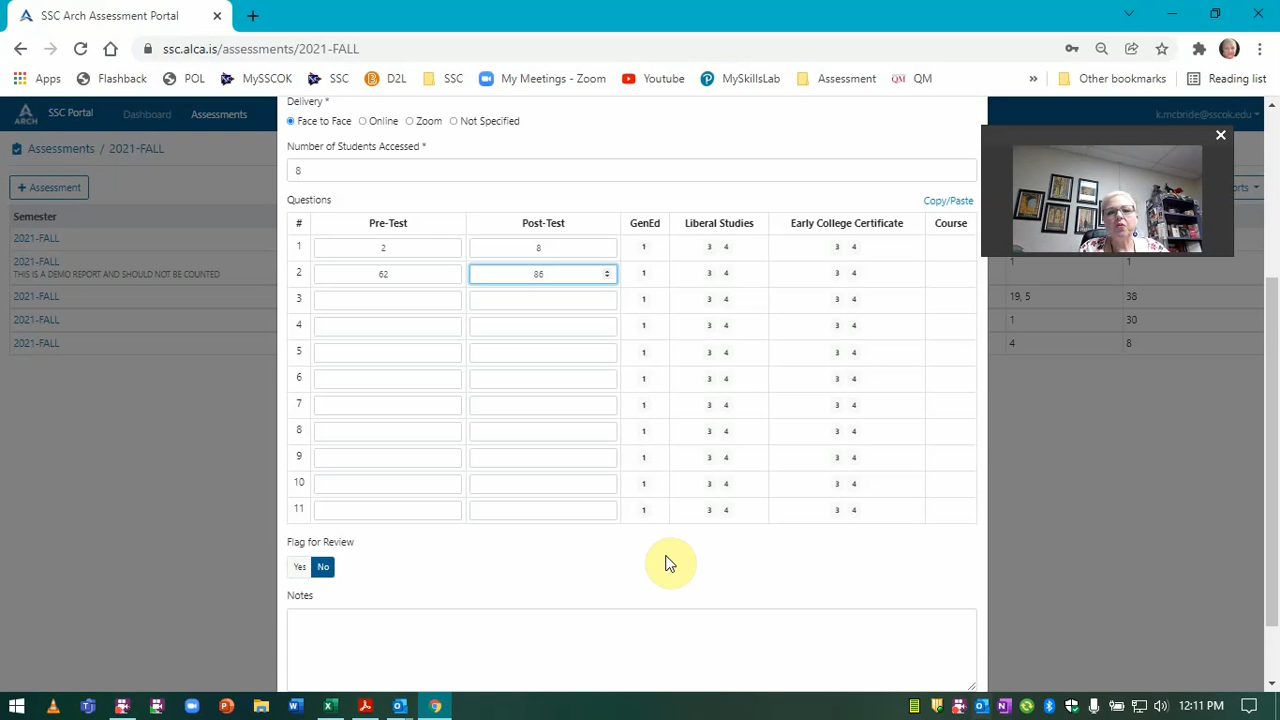 SSC Arch Assessment Portal
ssc.alca.is/assessments/2021-FALL
Apps Flashback POL MySSCOK SSC D2L SSC My Meetings - Zoom Youtube MySkillsLab Assessment QM QM » Other bookmarks Reading list
ARCH SSC Portal Dashboard Assessments k.mcbride@sscok.edu
Assessments / 2021-FALL
+ Assessment
Semester
2021-FALL
2021-FALL
THIS IS A DEMO REPORT AND SHOULD NOT BE COUNTED
2021-FALL
2021-FALL
2021-FALL
Delivery *
Face to Face Online Zoom Not Specified
Number of Students Accessed *
8
Questions Copy/Paste
# Pre-Test Post-Test GenEd Liberal Studies Early College Certificate Course
1 2 8 1 3 4 3 4
2 62 86 1 3 4 3 4
3 1 3 4 3 4
4 1 3 4 3 4
5 1 3 4 3 4
6 1 3 4 3 4
7 1 3 4 3 4
8 1 3 4 3 4
9 1 3 4 3 4
10 1 3 4 3 4
11 1 3 4 3 4
Flag for Review
Yes No
Notes
1 1
19, 5 38
1 30
4 8
12:11 PM